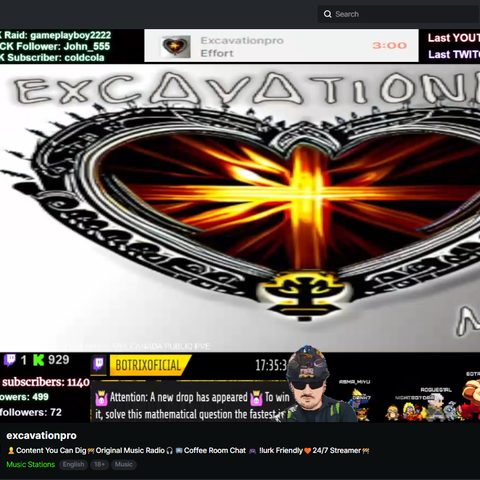 Search
K Raid: gameplayboy2222
CK Follower: John_555
K Subscriber: coldcola
Excavationpro
Effort
3:00
Last YOUT
Last TWITC
EXCAVATION
M
1 K 929
BOTRIXOFICIAL
17:35:3
subscribers: 1140
owers: 499
followers: 72
Attention: A new drop has appeared To win
it, solve this mathematical question the fastest
excavationpro
Content You Can Dig Original Music Radio Coffee Room Chat !lurk Friendly 24/7 Streamer
Music Stations English 18+ Music